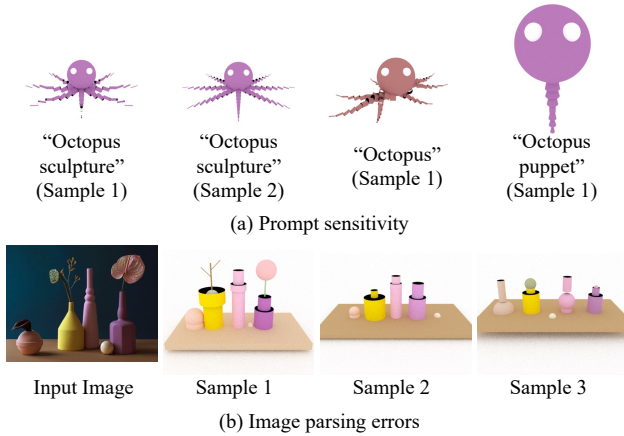 “Octopus
sculpture”
(Sample 1)
“Octopus
sculpture”
(Sample 2)
“Octopus”
(Sample 1)
“Octopus
puppet”
(Sample 1)
(a) Prompt sensitivity
Input Image
Sample 1
Sample 2
Sample 3
(b) Image parsing errors